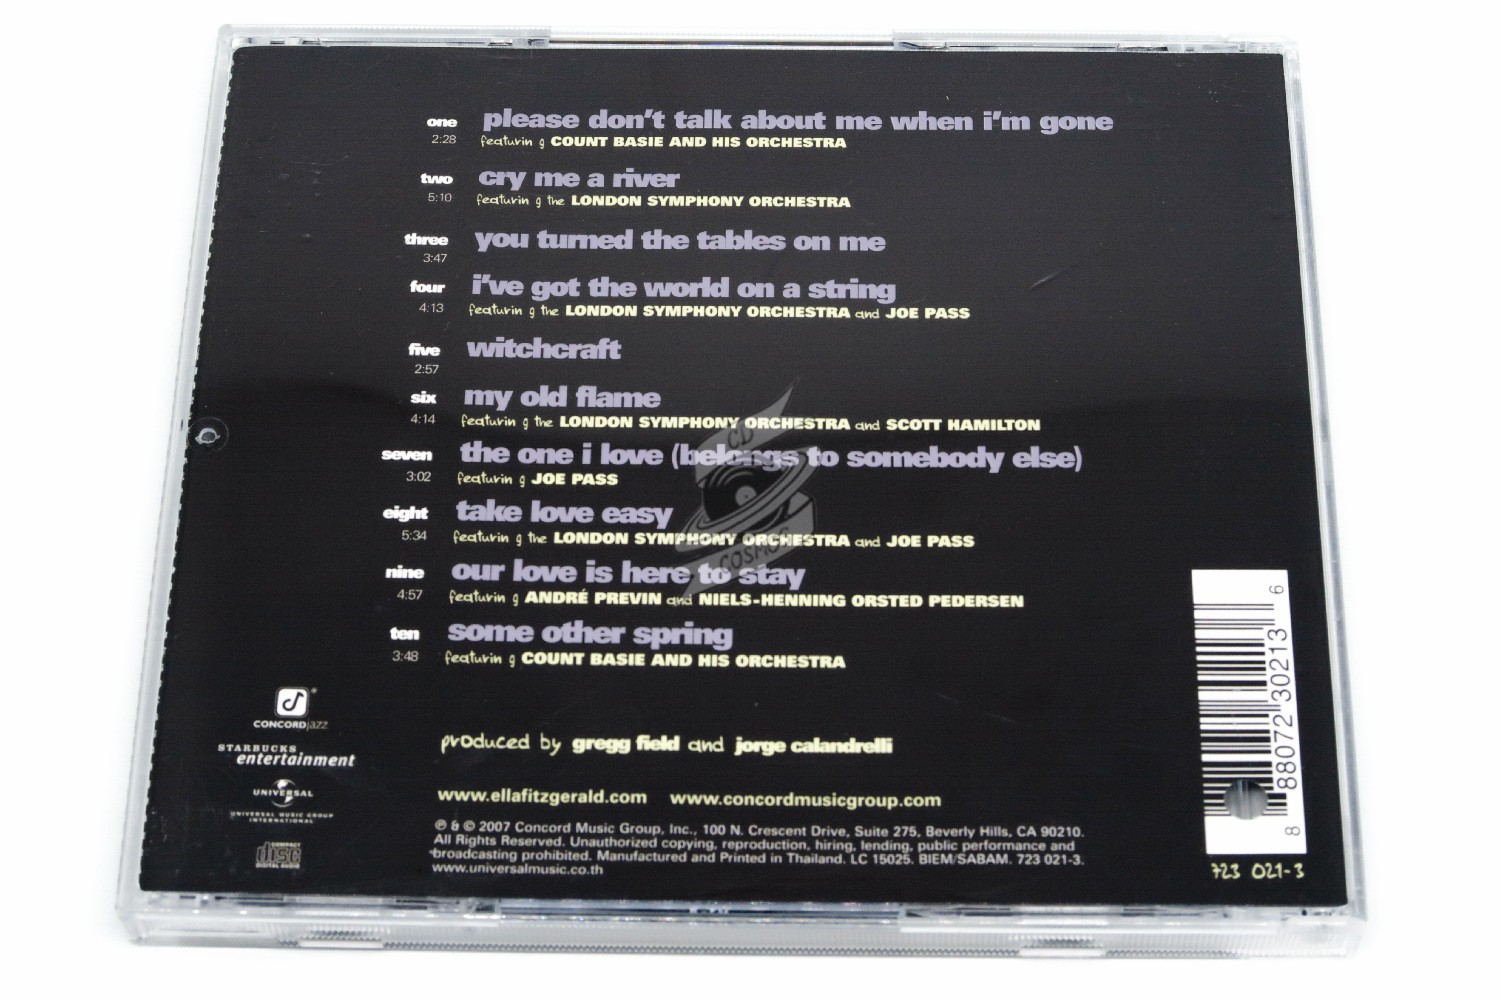 one please don't talk about me when i'm gone
2:28 featuring COUNT BASIE AND HIS ORCHESTRA
two cry me a river
5:10 featuring the LONDON SYMPHONY ORCHESTRA
three you turned the tables on me
3:47
four i've got the world on a string
4:13 featuring the LONDON SYMPHONY ORCHESTRA and JOE PASS
five witchcraft
2:57
six my old flame
4:14 featuring the LONDON SYMPHONY ORCHESTRA and SCOTT HAMILTON
seven the one i love (belongs to somebody else)
3:02 featuring JOE PASS
eight take love easy
5:34 featuring the LONDON SYMPHONY ORCHESTRA and JOE PASS
nine our love is here to stay
4:57 featuring ANDRÉ PREVIN and NIELS-HENNING ORSTED PEDERSEN
ten some other spring
3:48 featuring COUNT BASIE AND HIS ORCHESTRA
CD
COSMOS
CONCORD jazz
STARBUCKS
entertainment
UNIVERSAL
UNIVERSAL MUSIC GROUP
INTERNATIONAL
COMPACT
disc
DIGITAL AUDIO
produced by gregg field and jorge calandrelli
www.ellafitzgerald.com www.concordmusicgroup.com
℗ & © 2007 Concord Music Group, Inc., 100 N. Crescent Drive, Suite 275, Beverly Hills, CA 90210.
All Rights Reserved. Unauthorized copying, reproduction, hiring, lending, public performance and
broadcasting prohibited. Manufactured and Printed in Thailand. LC 15025. BIEM/SABAM. 723 021-3.
www.universalmusic.co.th
8 88072 30213 6
723 021-3